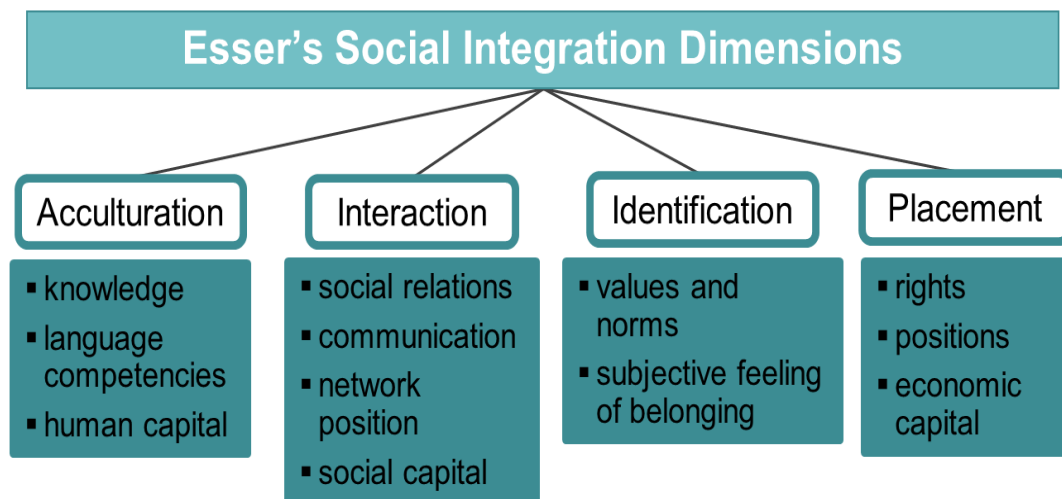 Esser’s Social Integration Dimensions
Acculturation
▪ knowledge
▪ language
competencies
▪ human capital
Interaction
▪ social relations
▪ communication
▪ network
position
▪ social capital
Identification
▪ values and
norms
▪ subjective feeling
of belonging
Placement
▪ rights
▪ positions
▪ economic
capital